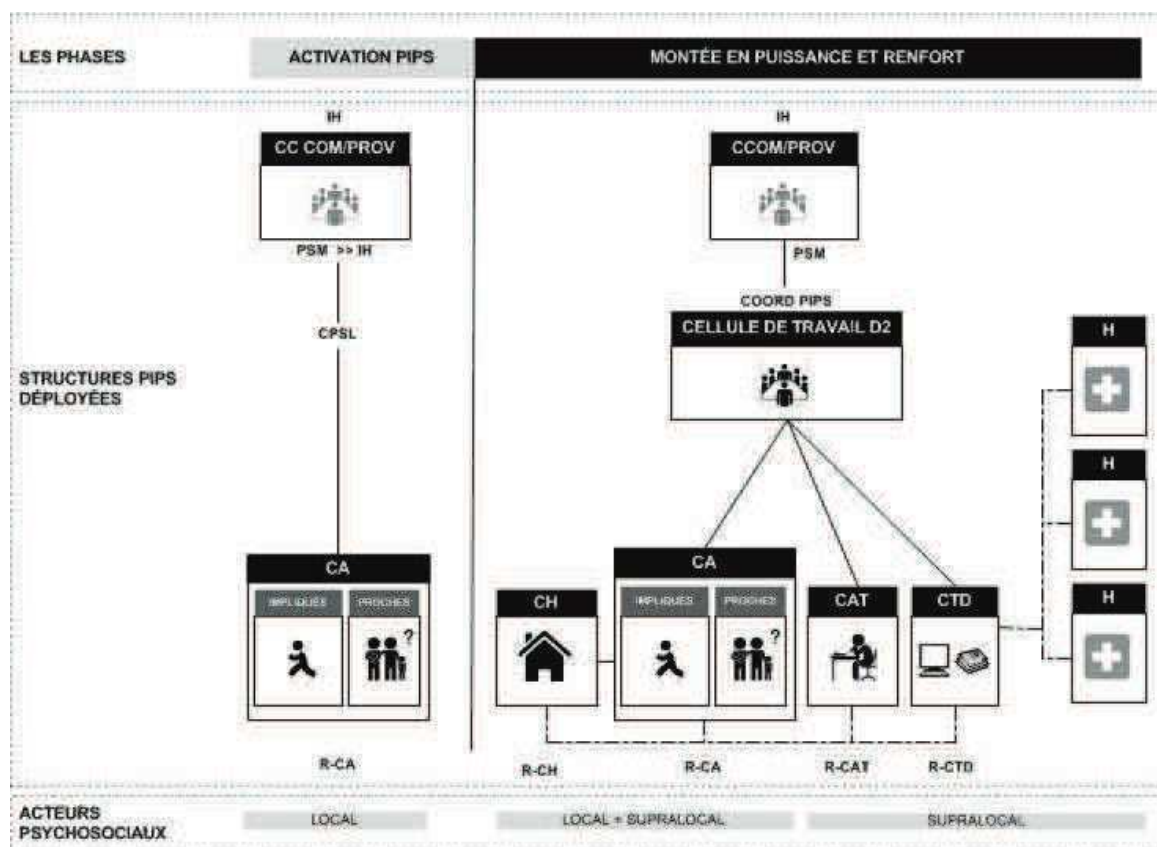 LES PHASES
ACTIVATION PIPS
MONTÉE EN PUISSANCE ET RENFORT
IH
CC COM/PROV
PSM >> IH
CPSL
CA
IMPLIQUÉS
PROCHES
?
R-CA
IH
CCOM/PROV
PSM
COORD PIPS
CELLULE DE TRAVAIL D2
STRUCTURES PIPS
DÉPLOYÉES
CH
CA
IMPLIQUÉS
PROCHES
?
CAT
CTD
H
H
H
R-CH
R-CA
R-CAT
R-CTD
ACTEURS
PSYCHOSOCIAUX
LOCAL
LOCAL + SUPRALOCAL
SUPRALOCAL